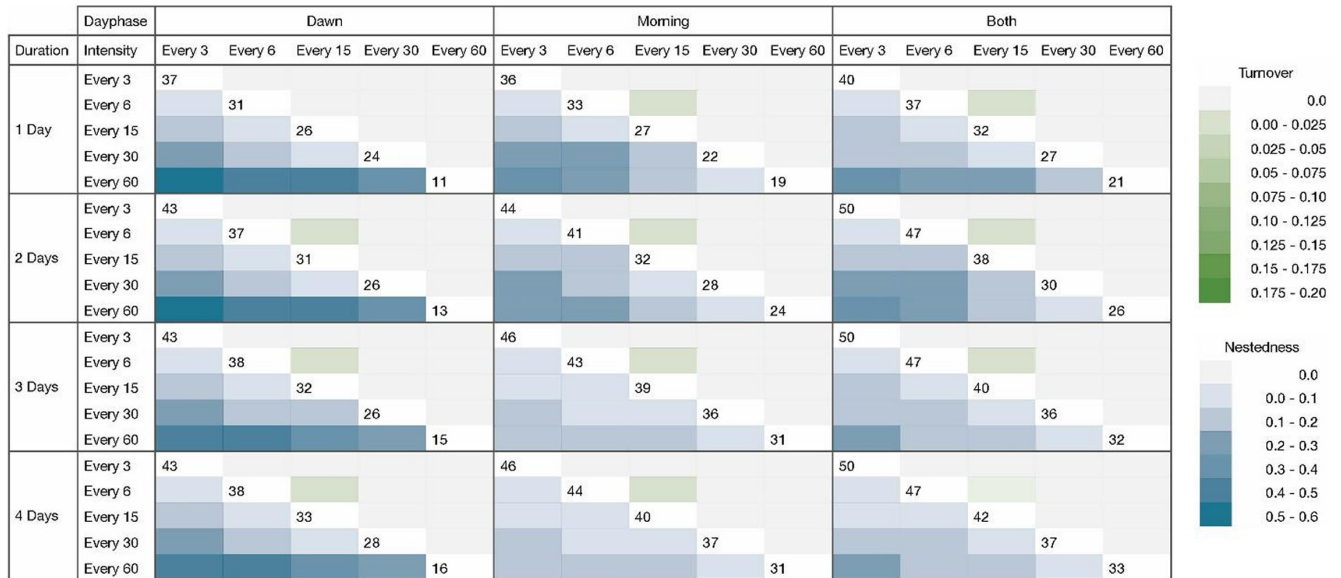 Dayphase Dawn Morning Both
Duration Intensity Every 3 Every 6 Every 15 Every 30 Every 60 Every 3 Every 6 Every 15 Every 30 Every 60 Every 3 Every 6 Every 15 Every 30 Every 60
1 Day
Every 3 37 36 40
Every 6 31 33 37
Every 15 26 27 32
Every 30 24 22 27
Every 60 11 19 21
2 Days
Every 3 43 44 50
Every 6 37 41 47
Every 15 31 32 38
Every 30 26 28 30
Every 60 13 24 26
3 Days
Every 3 43 46 50
Every 6 38 43 47
Every 15 32 39 40
Every 30 26 36 36
Every 60 15 31 32
4 Days
Every 3 43 46 50
Every 6 38 44 47
Every 15 33 40 42
Every 30 28 37 37
Every 60 16 31 33
Turnover
0.0
0.00 - 0.025
0.025 - 0.05
0.05 - 0.075
0.075 - 0.10
0.10 - 0.125
0.125 - 0.15
0.15 - 0.175
0.175 - 0.20
Nestedness
0.0
0.0 - 0.1
0.1 - 0.2
0.2 - 0.3
0.3 - 0.4
0.4 - 0.5
0.5 - 0.6